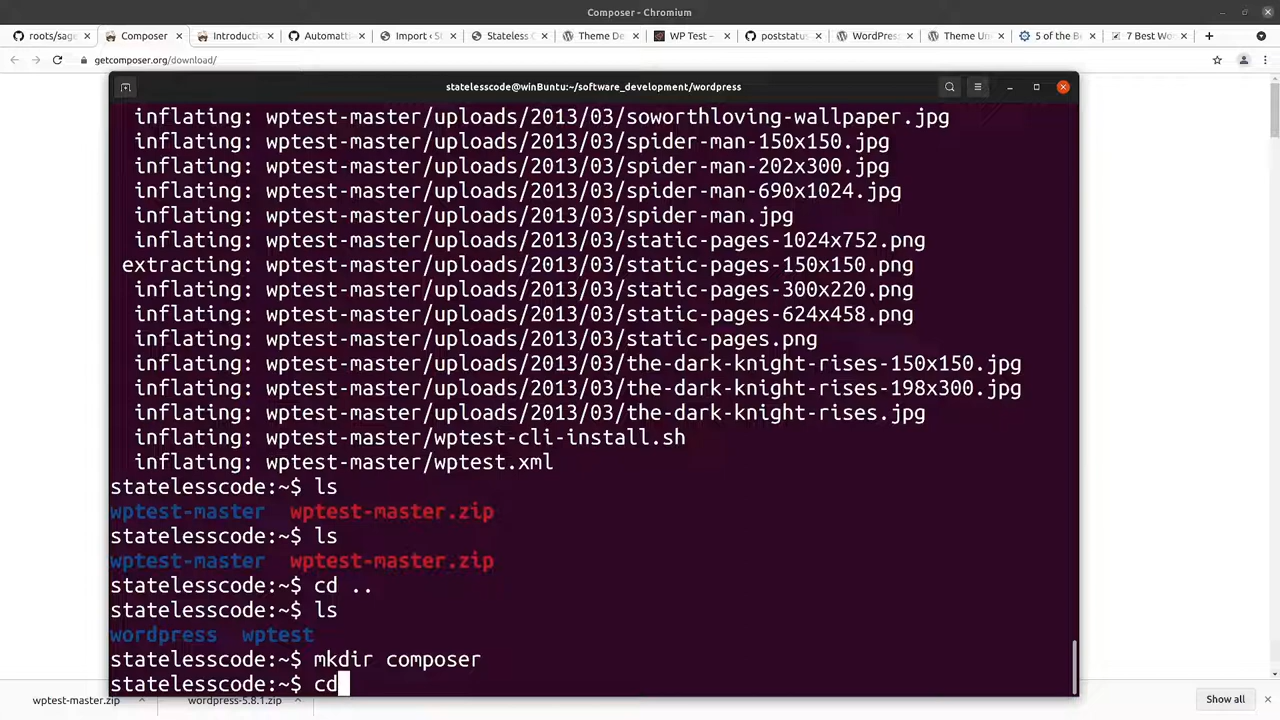 Composer - Chromium
roots/sag
Composer
Introductio
Automattic
Import ‹ St
Stateless C
Theme De
WP Test –
poststatus
WordPress
Theme Un
5 of the Be
7 Best Wo
getcomposer.org/download/
statelesscode@winBuntu:~/software_development/wordpress
inflating: wptest-master/uploads/2013/03/soworthloving-wallpaper.jpg
inflating: wptest-master/uploads/2013/03/spider-man-150x150.jpg
inflating: wptest-master/uploads/2013/03/spider-man-202x300.jpg
inflating: wptest-master/uploads/2013/03/spider-man-690x1024.jpg
inflating: wptest-master/uploads/2013/03/spider-man.jpg
inflating: wptest-master/uploads/2013/03/static-pages-1024x752.png
extracting: wptest-master/uploads/2013/03/static-pages-150x150.png
inflating: wptest-master/uploads/2013/03/static-pages-300x220.png
inflating: wptest-master/uploads/2013/03/static-pages-624x458.png
inflating: wptest-master/uploads/2013/03/static-pages.png
inflating: wptest-master/uploads/2013/03/the-dark-knight-rises-150x150.jpg
inflating: wptest-master/uploads/2013/03/the-dark-knight-rises-198x300.jpg
inflating: wptest-master/uploads/2013/03/the-dark-knight-rises.jpg
inflating: wptest-master/wptest-cli-install.sh
inflating: wptest-master/wptest.xml
statelesscode:~$ ls
wptest-master wptest-master.zip
statelesscode:~$ ls
wptest-master wptest-master.zip
statelesscode:~$ cd ..
statelesscode:~$ ls
wordpress wptest
statelesscode:~$ mkdir composer
statelesscode:~$ cd
wptest-master.zip
wordpress-5.8.1.zip
Show all